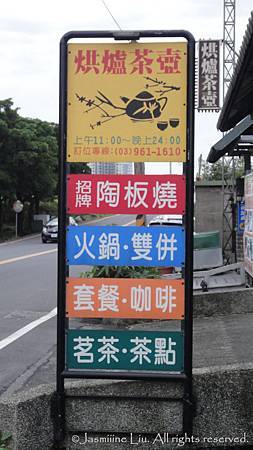 烘爐茶壺
上午11:00～晚上24:00
訂位專線:(03)961-1610
招牌 陶板燒
火鍋·雙併
套餐·咖啡
茗茶·茶點
烘爐茶壺
© Jasmiine Liu. All rights reserved.